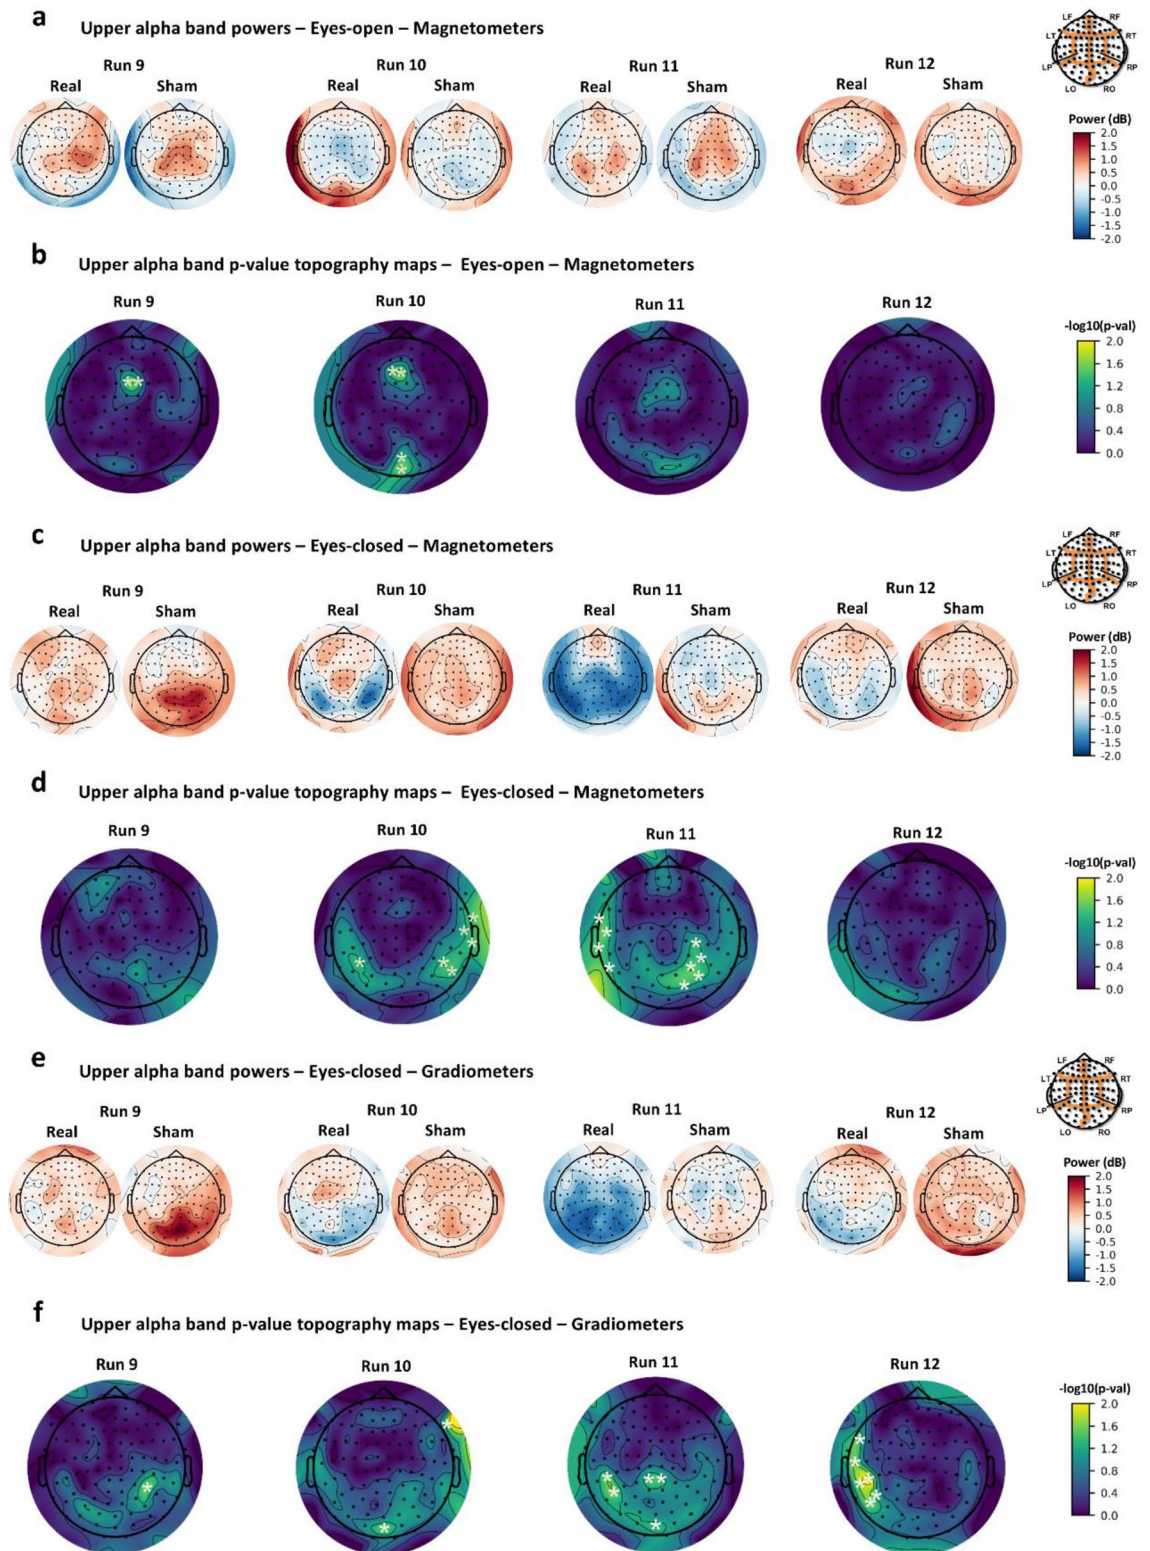 a Upper alpha band powers – Eyes-open – Magnetometers
Run 9 Run 10 Run 11 Run 12
Real Sham Real Sham Real Sham Real Sham
LF RF
LT RT
LP RP
LO RO
Power (dB)
2.0
1.5
1.0
0.5
0.0
-0.5
-1.0
-1.5
-2.0
b Upper alpha band p-value topography maps – Eyes-open – Magnetometers
Run 9 Run 10 Run 11 Run 12
** ** * *
-log10(p-val)
2.0
1.6
1.2
0.8
0.4
0.0
c Upper alpha band powers – Eyes-closed – Magnetometers
Run 9 Run 10 Run 11 Run 12
Real Sham Real Sham Real Sham Real Sham
LF RF
LT RT
LP RP
LO RO
Power (dB)
2.0
1.5
1.0
0.5
0.0
-0.5
-1.0
-1.5
-2.0
d Upper alpha band p-value topography maps – Eyes-closed – Magnetometers
Run 9 Run 10 Run 11 Run 12
* * * * * * * * * * * * * * *
-log10(p-val)
2.0
1.6
1.2
0.8
0.4
0.0
e Upper alpha band powers – Eyes-closed – Gradiometers
Run 9 Run 10 Run 11 Run 12
Real Sham Real Sham Real Sham Real Sham
LF RF
LT RT
LP RP
LO RO
Power (dB)
2.0
1.5
1.0
0.5
0.0
-0.5
-1.0
-1.5
-2.0
f Upper alpha band p-value topography maps – Eyes-closed – Gradiometers
Run 9 Run 10 Run 11 Run 12
* * * * * ** * * * * * * *
-log10(p-val)
2.0
1.6
1.2
0.8
0.4
0.0